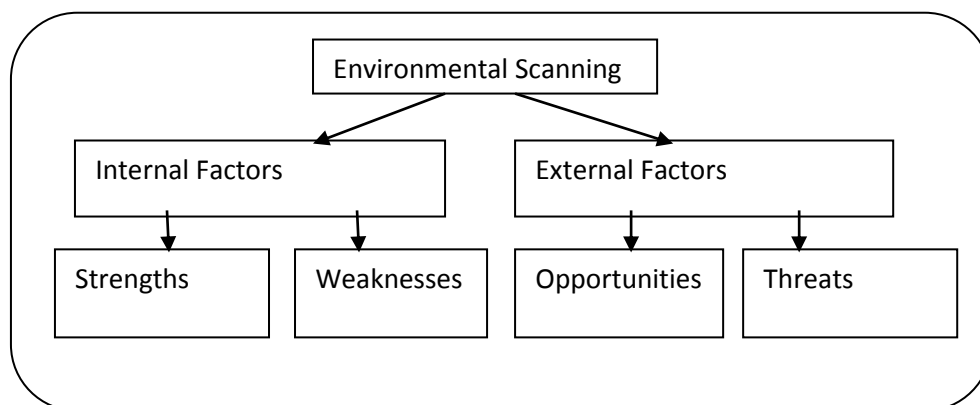 Environmental Scanning
Internal Factors
External Factors
Strengths
Weaknesses
Opportunities
Threats